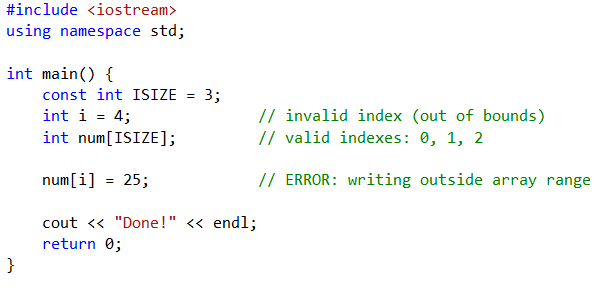 #include <iostream>
using namespace std;
int main() {
    const int ISIZE = 3;
    int i = 4;              // invalid index (out of bounds)
    int num[ISIZE];         // valid indexes: 0, 1, 2
    num[i] = 25;            // ERROR: writing outside array range
    cout << "Done!" << endl;
    return 0;
}